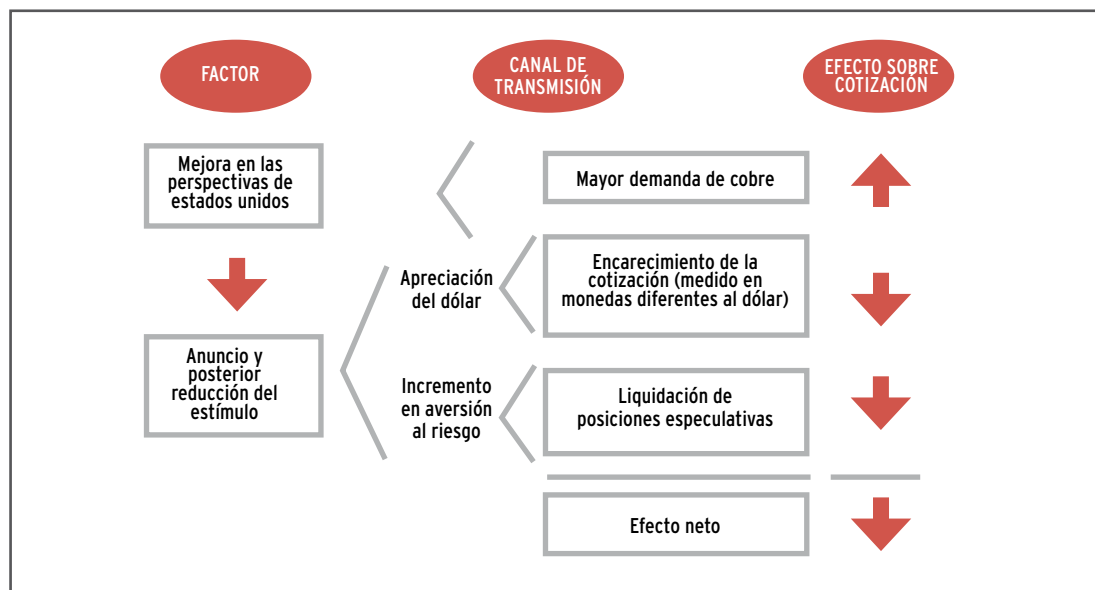 FACTOR
CANAL DE
TRANSMISIÓN
EFECTO SOBRE
COTIZACIÓN
Mejora en las
perspectivas de
estados unidos
Mayor demanda de cobre
Apreciación
del dólar
Encarecimiento de la
cotización (medido en
monedas diferentes al dólar)
Anuncio y
posterior
reducción del
estímulo
Incremento
en aversión
al riesgo
Liquidación de
posiciones especulativas
Efecto neto